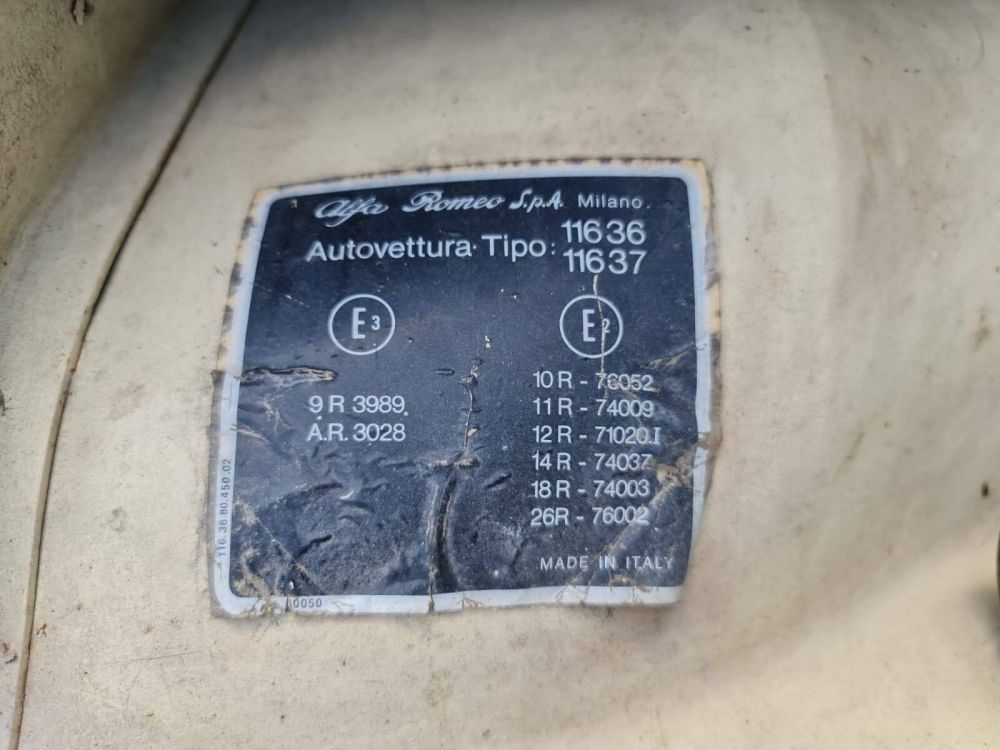 Alfa Romeo S.p.A. Milano.
Autovettura Tipo: 11636
11637
E3
E2
9 R 3989.
A.R. 3028
10 R - 76052
11 R - 74009
12 R - 71020.I
14 R - 74037
18 R - 74003
26R - 76002
MADE IN ITALY
116.36.80.450.02
0050